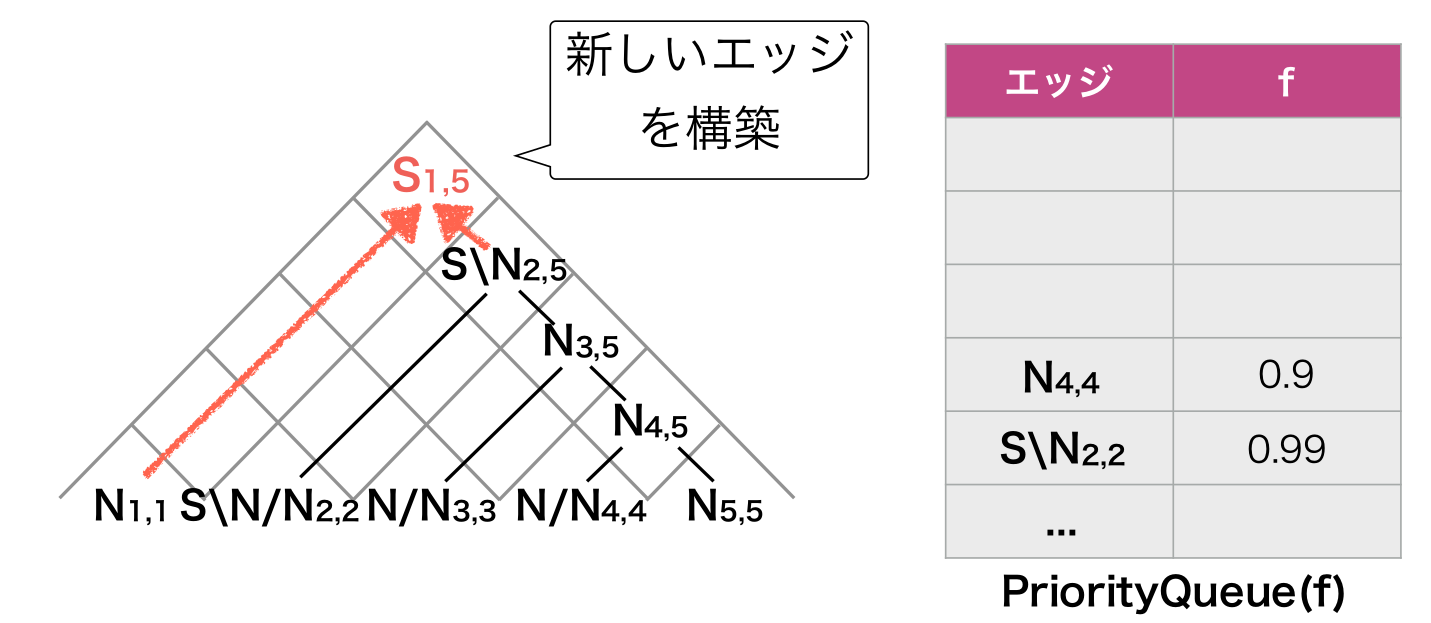 新しいエッジ
を構築
S1,5
S\N2,5
N3,5
N4,5
N1,1 S\N/N2,2 N/N3,3 N/N4,4 N5,5
エッジ f
N4,4 0.9
S\N2,2 0.99
...
PriorityQueue(f)